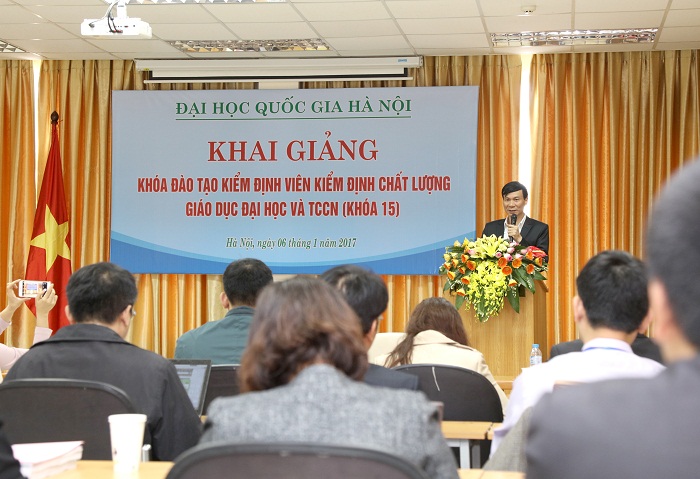 ĐẠI HỌC QUỐC GIA HÀ NỘI
KHAI GIẢNG
KHÓA ĐÀO TẠO KIỂM ĐỊNH VIÊN KIỂM ĐỊNH CHẤT LƯỢNG
GIÁO DỤC ĐẠI HỌC VÀ TCCN (KHÓA 15)
Hà Nội, ngày 06 tháng 1 năm 2017